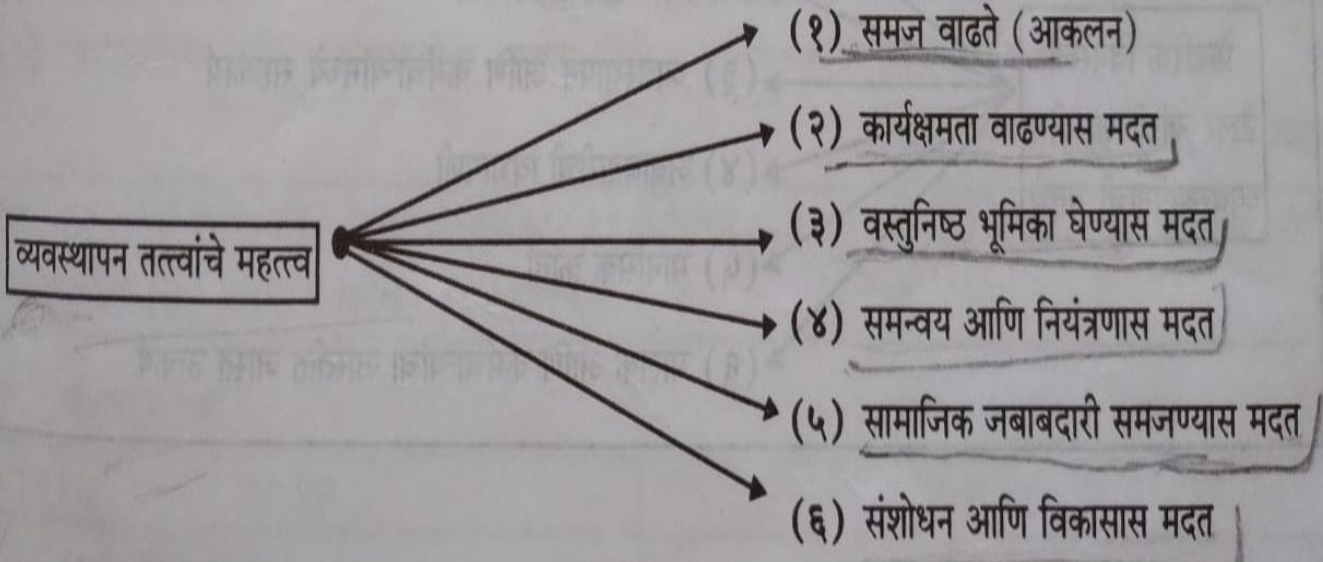 व्यवस्थापन तत्त्वांचे महत्त्व
(१) समज वाढते (आकलन)
(२) कार्यक्षमता वाढण्यास मदत
(३) वस्तुनिष्ठ भूमिका घेण्यास मदत
(४) समन्वय आणि नियंत्रणास मदत
(५) सामाजिक जबाबदारी समजण्यास मदत
(६) संशोधन आणि विकासास मदत